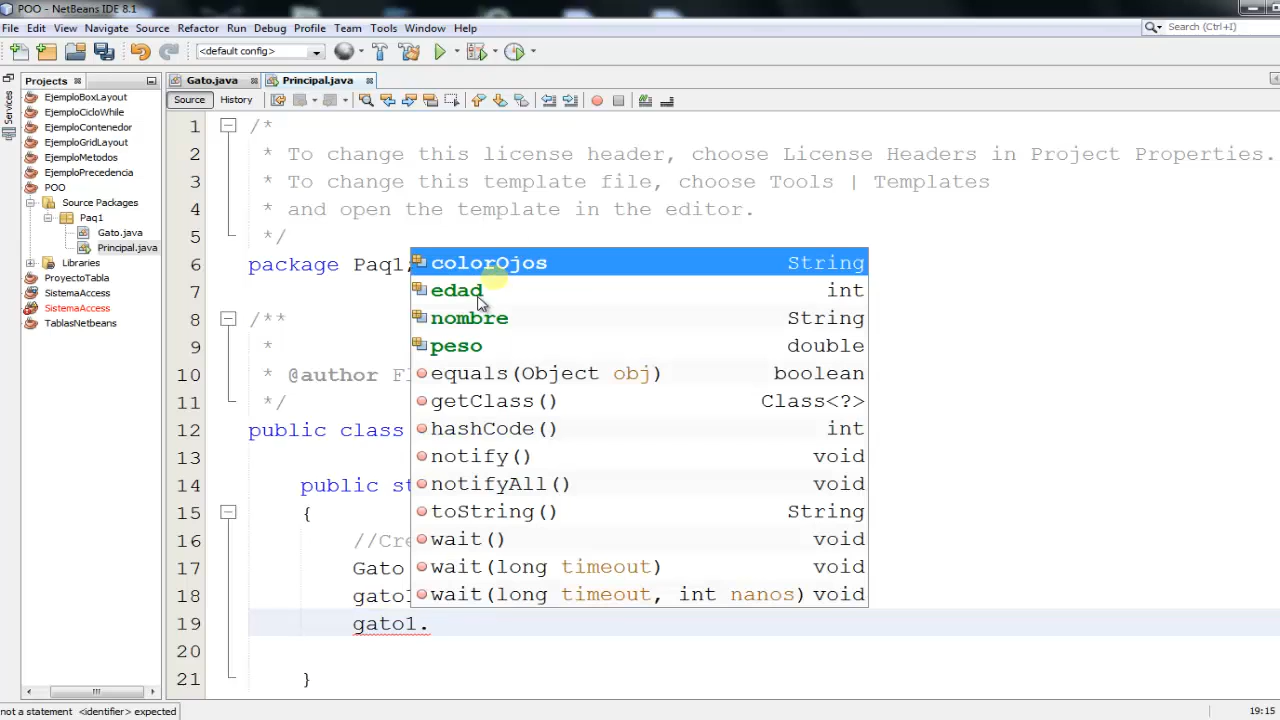 POO - NetBeans IDE 8.1
File Edit View Navigate Source Refactor Run Debug Profile Team Tools Window Help
Search (Ctrl+I)
<default config>
Projects
Gato.java
Principal.java
Services
Source
History
EjemploBoxLayout
EjemploCicloWhile
EjemploContenedor
EjemploGridLayout
EjemploMetodos
EjemploPrecedencia
POO
Source Packages
Paq1
Gato.java
Principal.java
Libraries
ProyectoTabla
SistemaAccess
SistemaAccess
TablasNetbeans
1 /*
2 * To change this license header, choose License Headers in Project Properties.
3 * To change this template file, choose Tools | Templates
4 * and open the template in the editor.
5 */
6 package Paq1;
7
8 /**
9 *
10 * @author
11 */
12 public class
13
14 public
15 {
16
17 Gato
18
19 gato1.
20
21 }
colorOjos String
edad int
nombre String
peso double
equals(Object obj) boolean
getClass() Class<?>
hashCode() int
notify() void
notifyAll() void
toString() String
wait() void
wait(long timeout) void
wait(long timeout, int nanos) void
not a statement <identifier> expected
19:15